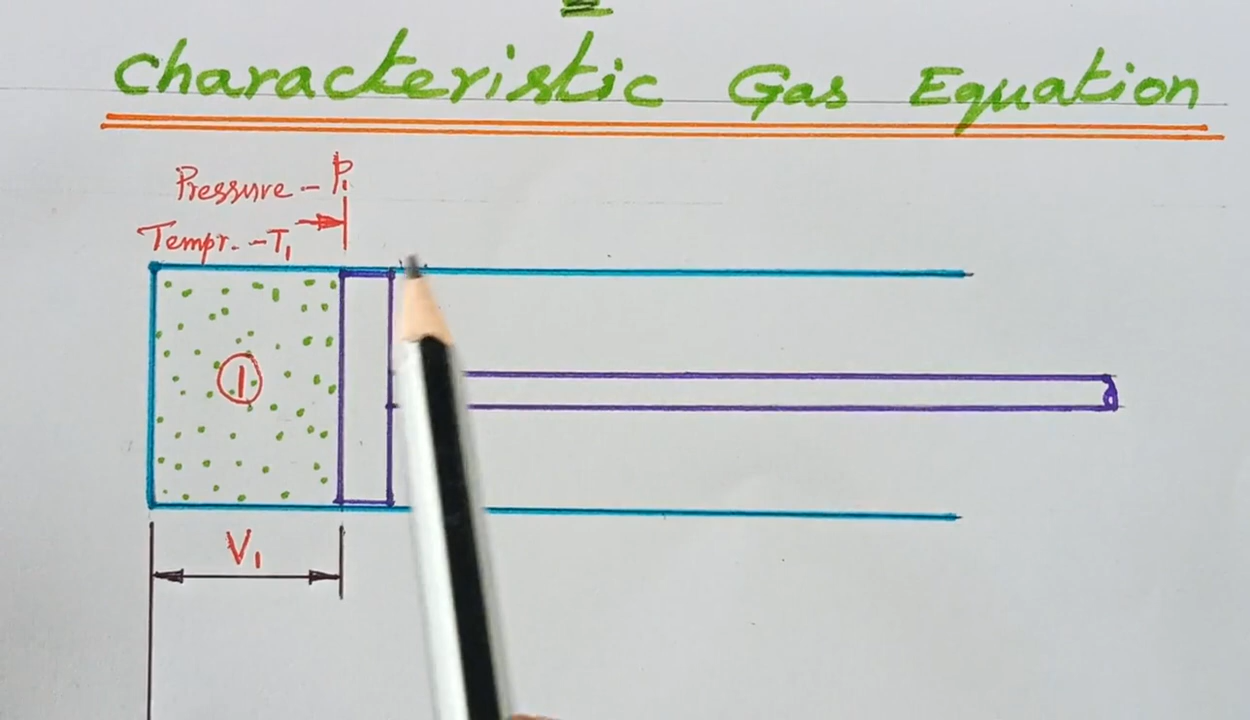 Characteristic Gas Equation
Pressure - P₁
Tempr. - T₁
1
V₁